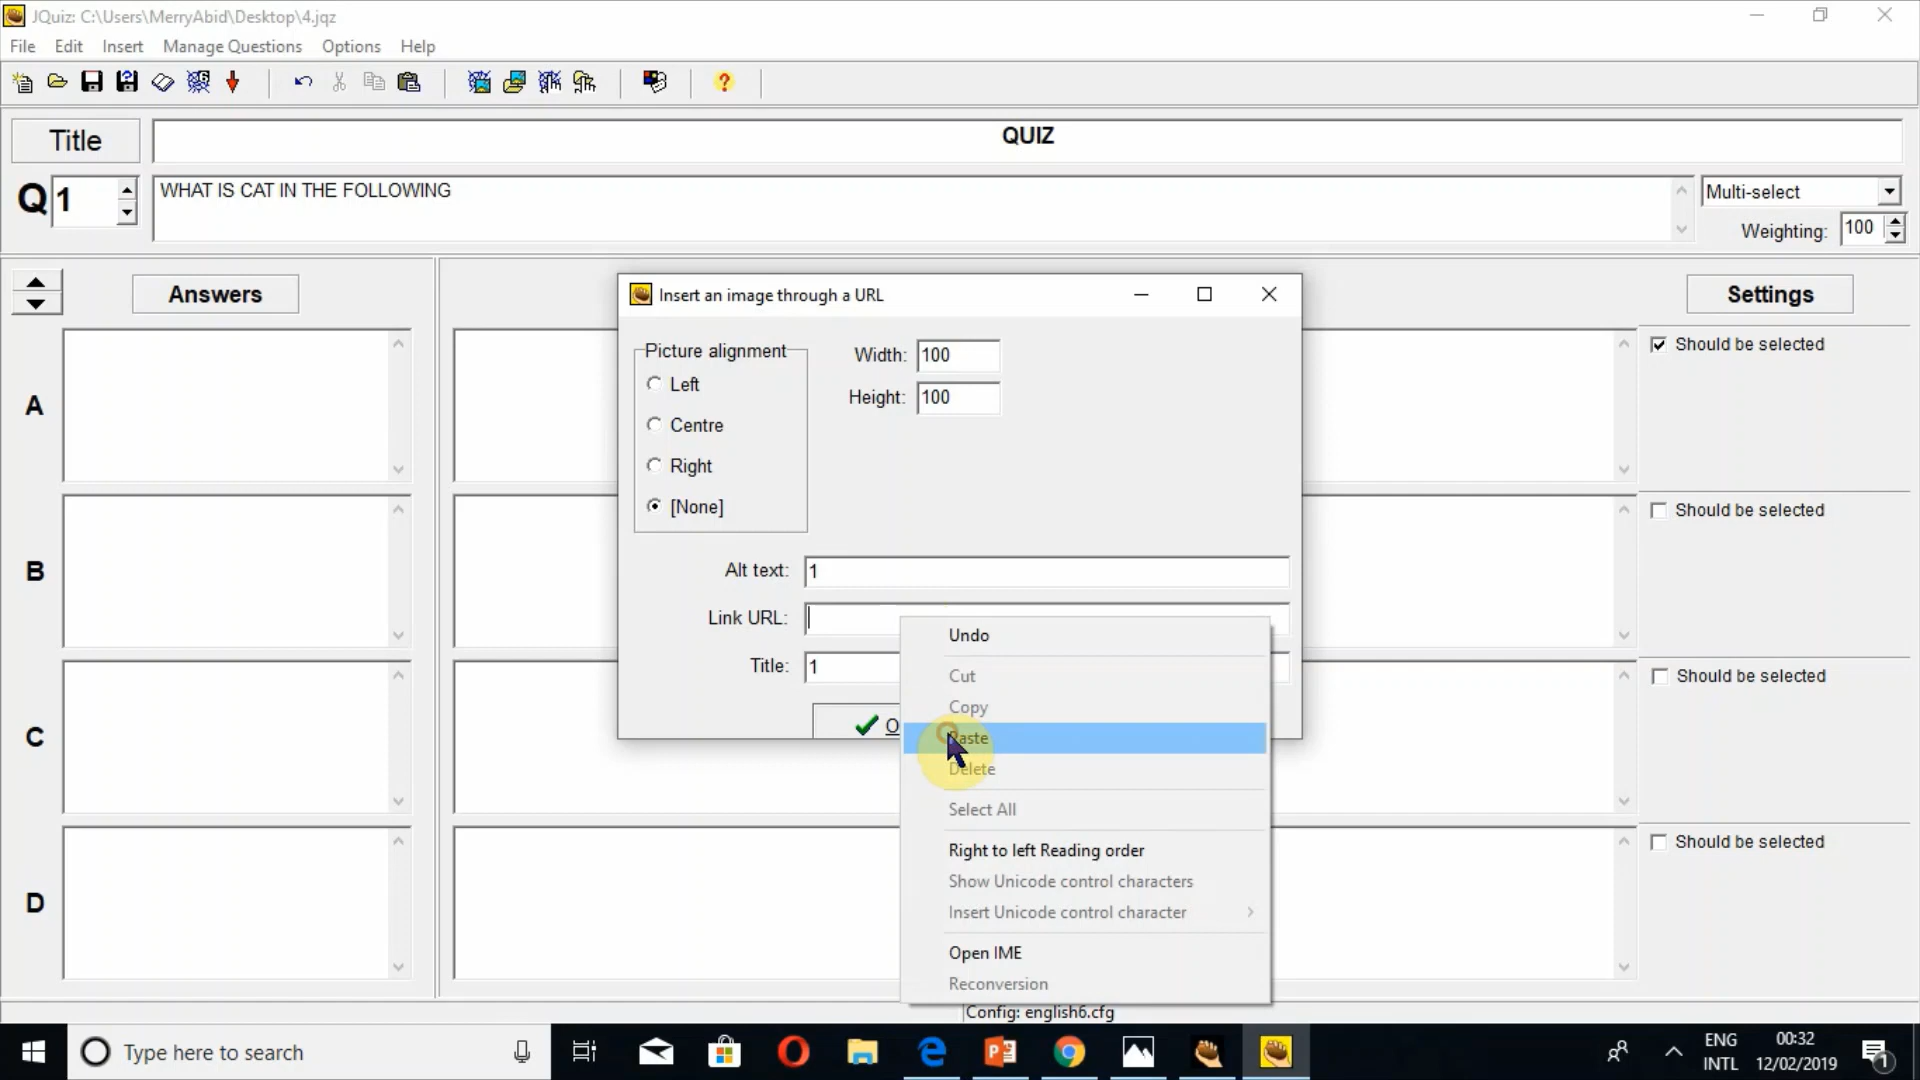 JQuiz: C:\Users\MerryAbid\Desktop\4.jqz
File Edit Insert Manage Questions Options Help
Title
QUIZ
Q 1
WHAT IS CAT IN THE FOLLOWING
Multi-select
Weighting: 100
Answers
Settings
A
Should be selected
B
Should be selected
C
Should be selected
D
Should be selected
Insert an image through a URL
Picture alignment
Left
Centre
Right
[None]
Width: 100
Height: 100
Alt text: 1
Link URL:
Title: 1
O
Undo
Cut
Copy
Paste
Delete
Select All
Right to left Reading order
Show Unicode control characters
Insert Unicode control character
Open IME
Reconversion
Config: english6.cfg
Type here to search
ENG
INTL
00:32
12/02/2019
1